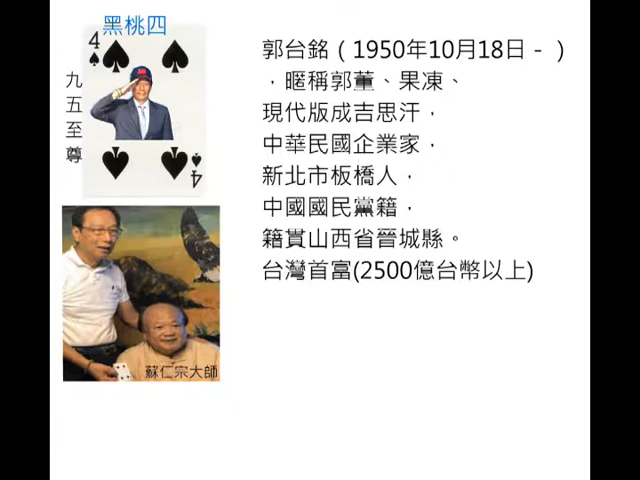 黑桃四
4
九五至尊
4
蘇仁宗大師
郭台銘（1950年10月18日－ ）
，暱稱郭董、果凍、
現代版成吉思汗，
中華民國企業家，
新北市板橋人，
中國國民黨籍，
籍貫山西省晉城縣。
台灣首富(2500億台幣以上)